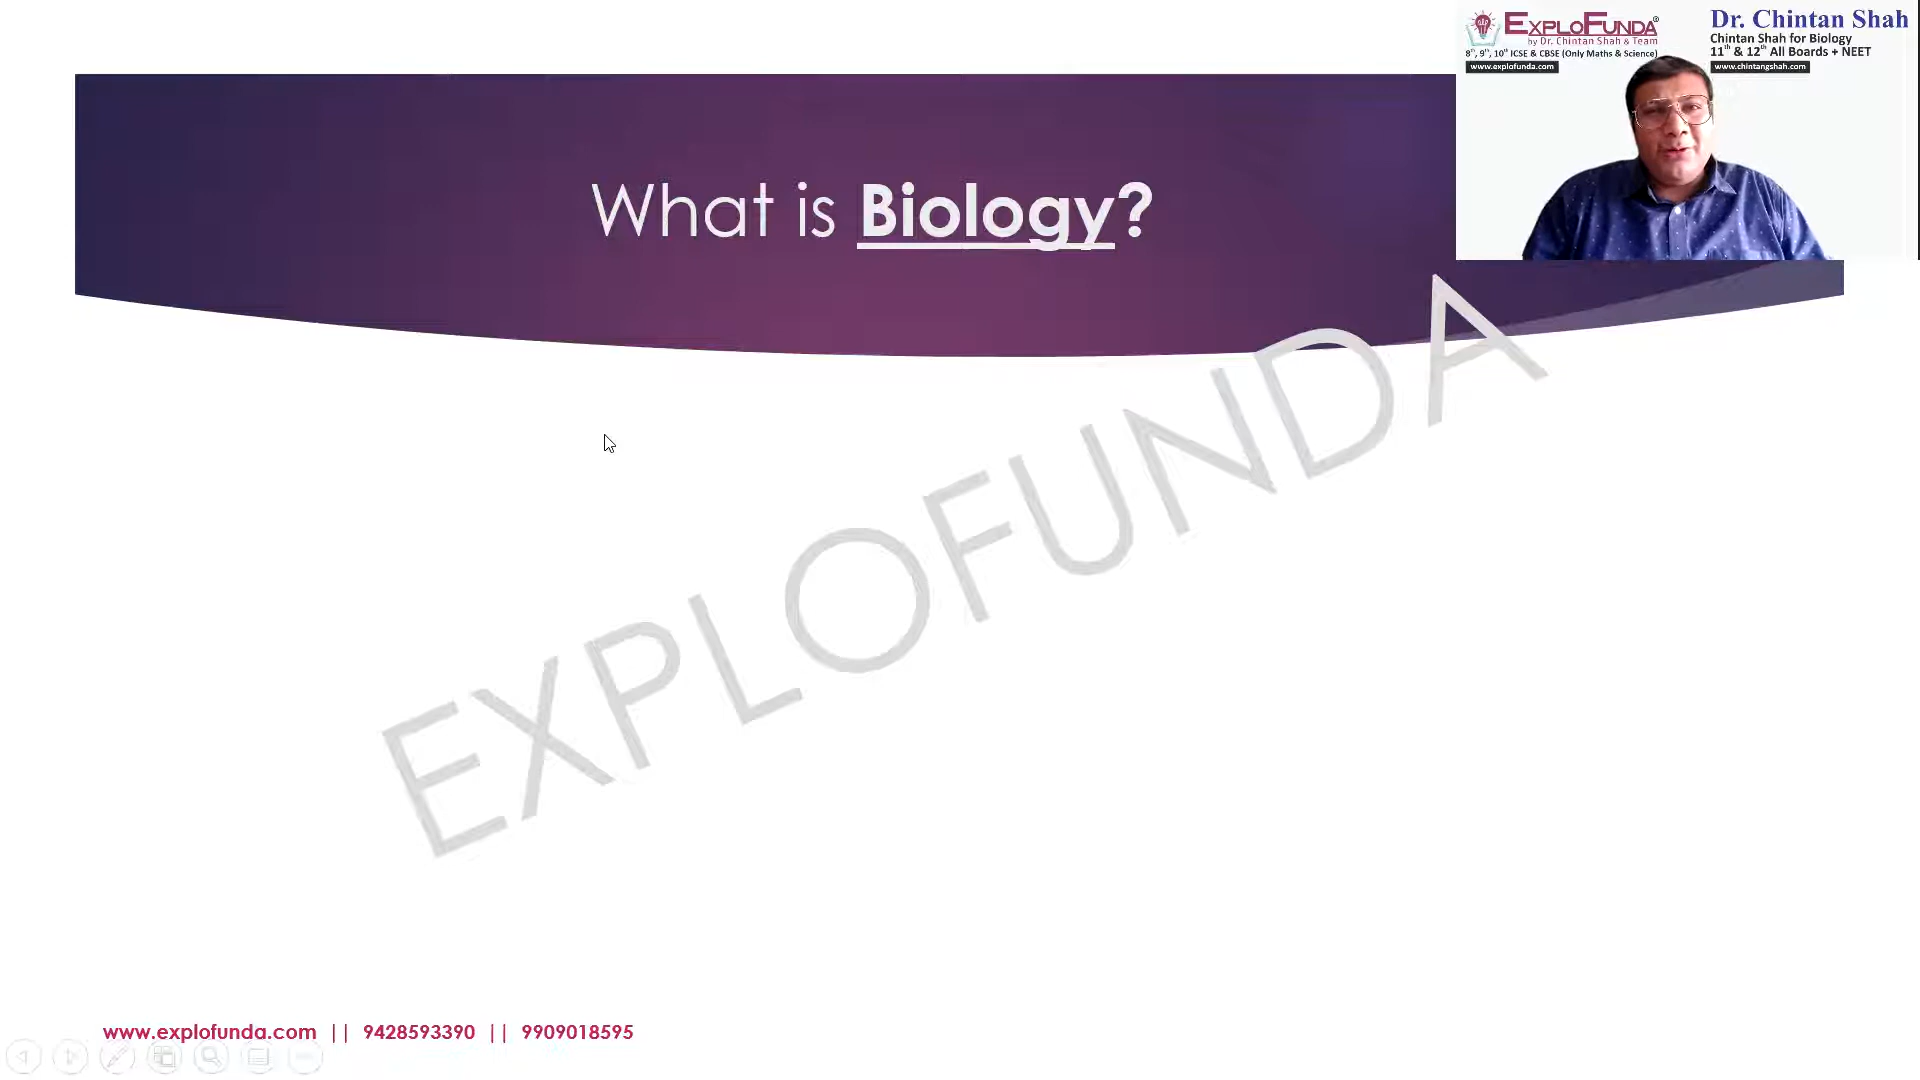 EXPLOFUNDA®
by Dr. Chintan Shah & Team
8th, 9th, 10th ICSE & CBSE (Only Maths & Science)
www.explofunda.com
Dr. Chintan Shah
Chintan Shah for Biology
11th & 12th All Boards + NEET
www.chintangshah.com
What is Biology?
EXPLOFUNDA
www.explofunda.com || 9428593390 || 9909018595